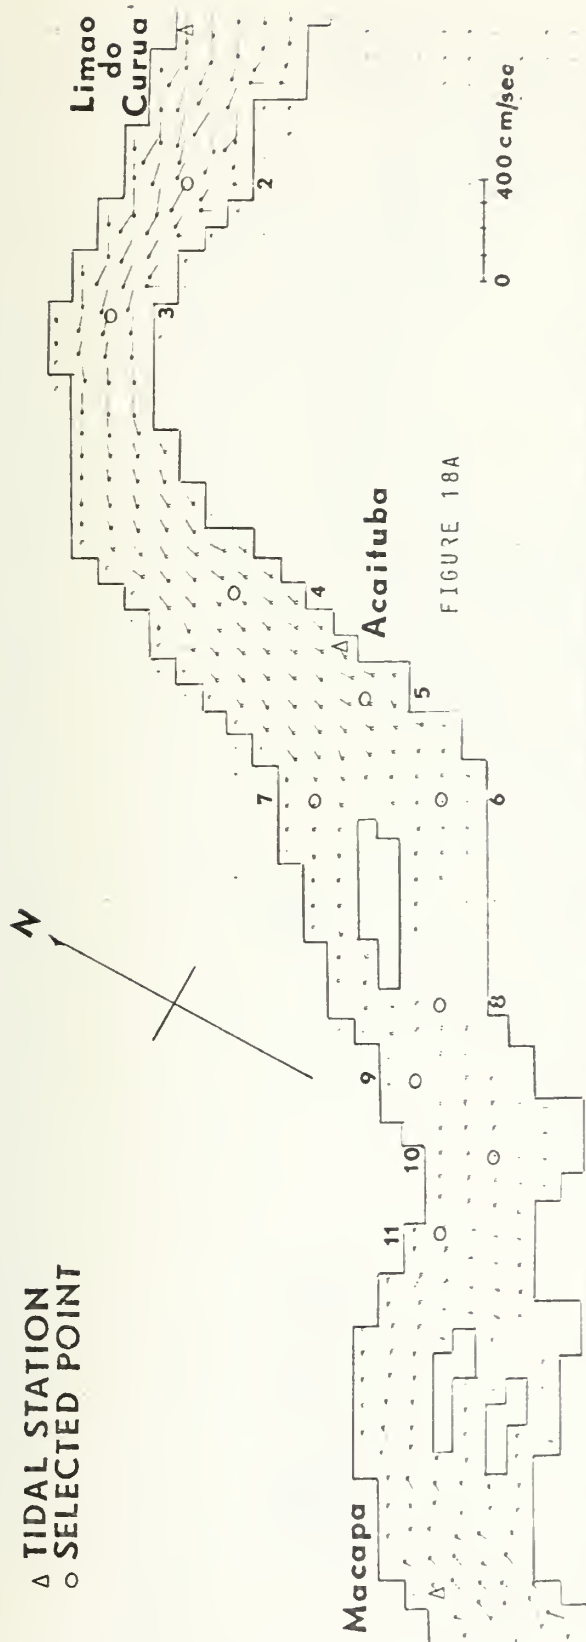 Δ TIDAL STATION
O SELECTED POINT
N
Limao
do
Curua
2
3
0 400 cm/sec
4
Acaituba
5
FIGURE 18A
7
6
8
9
10
11
Macapa